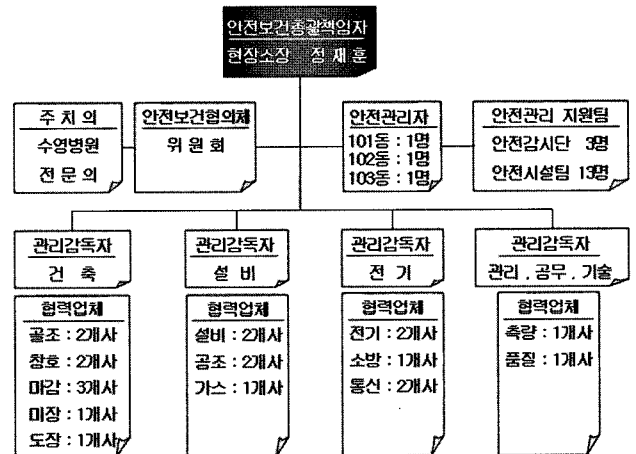 안전보건총괄책임자
현장소장 정재훈
주치의
수영병원
전문의
안전보건협의체
위원회
안전관리자
101동 : 1명
102동 : 1명
103동 : 1명
안전관리 지원팀
안전감시단 3명
안전시설팀 13명
관리감독자
건 축
관리감독자
설 비
관리감독자
전 기
관리감독자
관리 , 공무 , 기술
협력업체
골조 : 2개사
창호 : 2개사
마감 : 3개사
미장 : 1개사
도장 : 1개사
협력업체
설비 : 2개사
공조 : 2개사
가스 : 1개사
협력업체
전기 : 2개사
소방 : 1개사
통신 : 2개사
협력업체
측량 : 1개사
품질 : 1개사